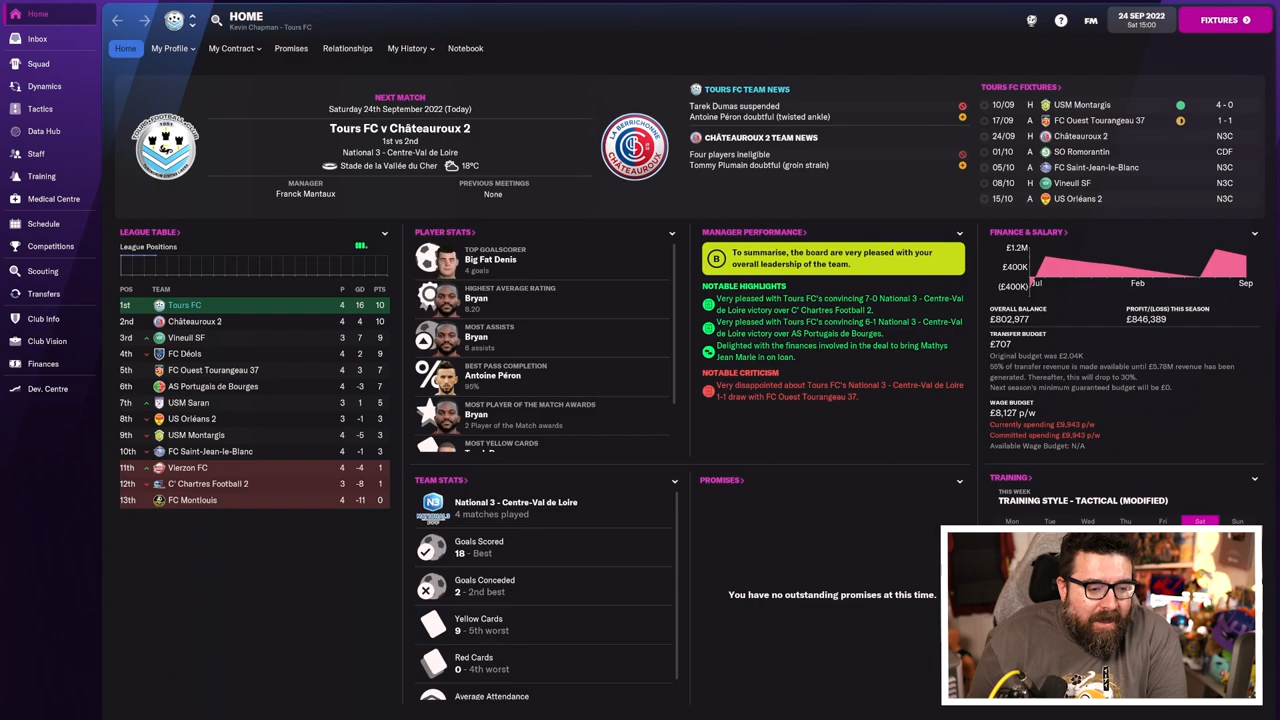 Home
HOME
Kevin Chapman - Tours FC
24 SEP 2022
Sat 15:00
FM
FIXTURES
Inbox
Squad
Dynamics
Tactics
Data Hub
Staff
Training
Medical Centre
Schedule
Competitions
Scouting
Transfers
Club Info
Club Vision
Finances
Dev. Centre
Home
My Profile
My Contract
Promises
Relationships
My History
Notebook
NEXT MATCH
Saturday 24th September 2022 (Today)
Tours FC v Châteauroux 2
1st vs 2nd
National 3 - Centre-Val de Loire
Stade de la Vallée du Cher 18°C
MANAGER
Franck Mantaux
PREVIOUS MEETINGS
None
LA BERRICHONNE
CHÂTEAUROUX
TOURS FC TEAM NEWS
Tarek Dumas suspended
Antoine Péron doubtful (twisted ankle)
CHÂTEAUROUX 2 TEAM NEWS
Four players ineligible
Tommy Plumain doubtful (groin strain)
TOURS FC FIXTURES
10/09 H USM Montargis 4 - 0
17/09 A FC Ouest Tourangeau 37 1 - 1
24/09 H Châteauroux 2 N3C
01/10 A SO Romorantin CDF
05/10 A FC Saint-Jean-le-Blanc N3C
08/10 H Vineuil SF N3C
15/10 A US Orléans 2 N3C
LEAGUE TABLE
League Positions
POS TEAM P GD PTS
1st Tours FC 4 16 10
2nd Châteauroux 2 4 4 10
3rd Vineuil SF 4 7 9
4th FC Déols 4 2 9
5th FC Ouest Tourangeau 37 4 3 7
6th AS Portugais de Bourges 4 -3 7
7th USM Saran 3 1 5
8th US Orléans 2 3 -1 3
9th USM Montargis 4 -5 3
10th FC Saint-Jean-le-Blanc 4 -1 3
11th Vierzon FC 4 -4 1
12th C' Chartres Football 2 3 -8 1
13th FC Montlouis 4 -11 0
PLAYER STATS
TOP GOALSCORER
Big Fat Denis
4 goals
HIGHEST AVERAGE RATING
Bryan
8.20
MOST ASSISTS
Bryan
6 assists
BEST PASS COMPLETION
Antoine Péron
95%
MOST PLAYER OF THE MATCH AWARDS
Bryan
2 Player of the Match awards
MOST YELLOW CARDS
TEAM STATS
NATIONAL3
National 3 - Centre-Val de Loire
4 matches played
Goals Scored
18 - Best
Goals Conceded
2 - 2nd best
Yellow Cards
9 - 5th worst
Red Cards
0 - 4th worst
Average Attendance
MANAGER PERFORMANCE
B
To summarise, the board are very pleased with your
overall leadership of the team.
NOTABLE HIGHLIGHTS
Very pleased with Tours FC's convincing 7-0 National 3 - Centre-Val
de Loire victory over C' Chartres Football 2.
Very pleased with Tours FC's convincing 6-1 National 3 - Centre-Val
de Loire victory over AS Portugais de Bourges.
Delighted with the finances involved in the deal to bring Mathys
Jean Marie in on loan.
NOTABLE CRITICISM
Very disappointed about Tours FC's National 3 - Centre-Val de Loire
1-1 draw with FC Ouest Tourangeau 37.
PROMISES
You have no outstanding promises at this time.
FINANCE & SALARY
£1.2M
£400K
(£400K)
Jul
Feb
Sep
OVERALL BALANCE
£802,977
PROFIT/(LOSS) THIS SEASON
£846,389
TRANSFER BUDGET
£707
Original budget was £2.04K
55% of transfer revenue is made available until £5.78M revenue has been
generated. Thereafter, this will drop to 30%.
Next season's minimum guaranteed budget will be £0.
WAGE BUDGET
£8,127 p/w
Currently spending £9,943 p/w
Committed spending £9,943 p/w
Available Wage Budget: N/A
TRAINING
THIS WEEK
TRAINING STYLE - TACTICAL (MODIFIED)
Mon Tue Wed Thu Fri Sat Sun